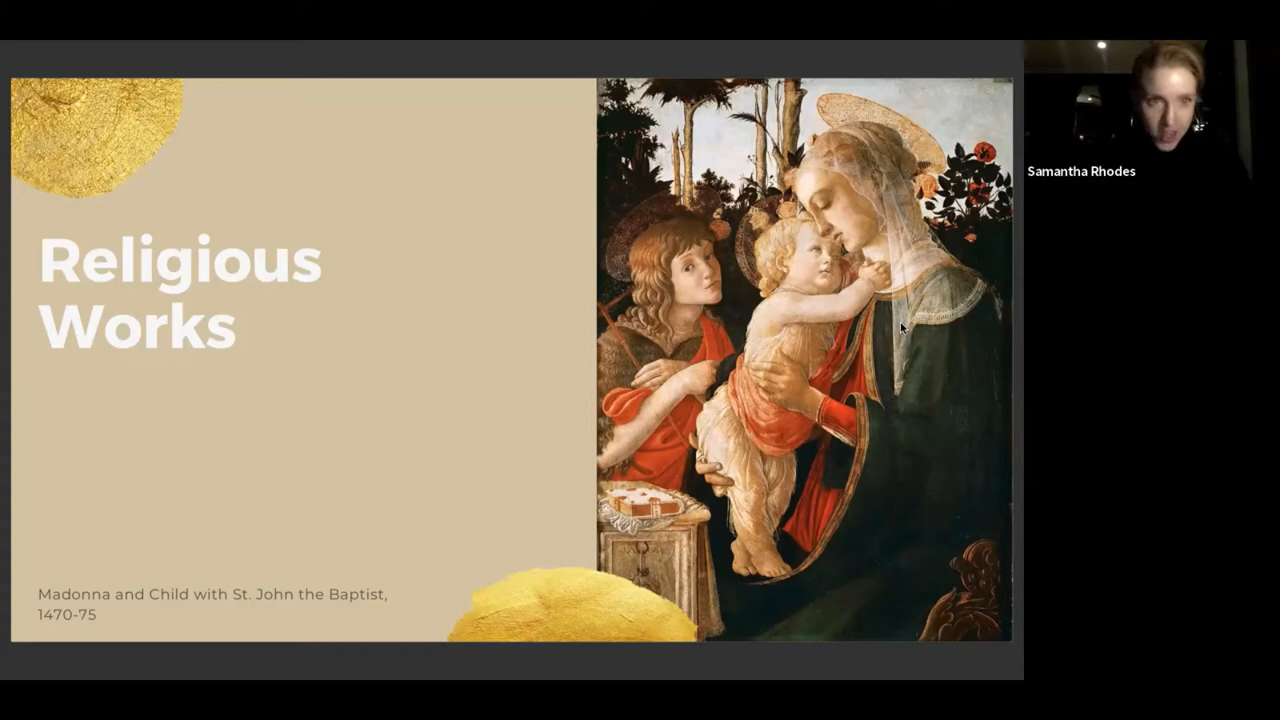 Religious
Works
Madonna and Child with St. John the Baptist,
1470-75
Samantha Rhodes